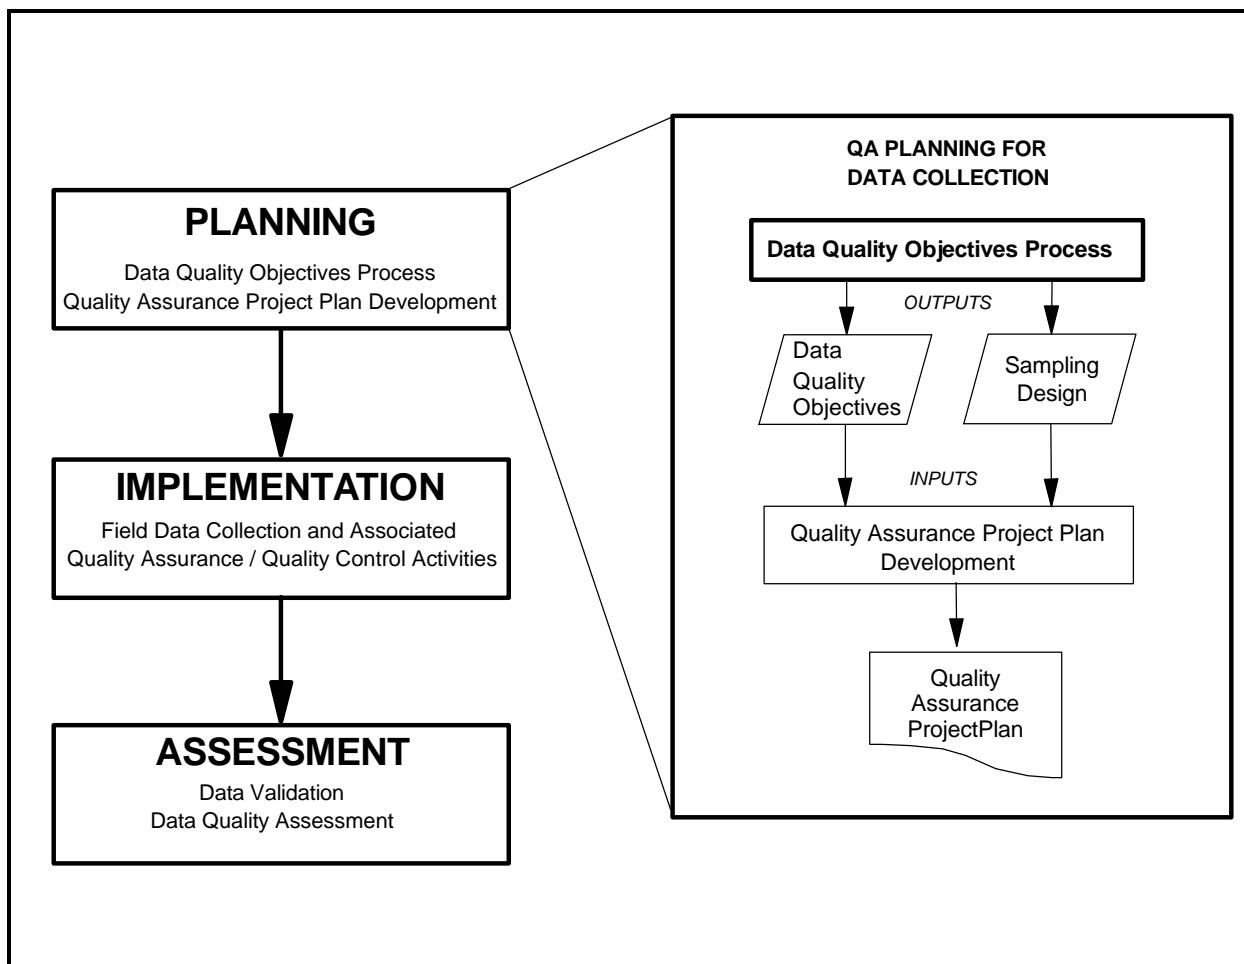 PLANNING
Data Quality Objectives Process
Quality Assurance Project Plan Development
IMPLEMENTATION
Field Data Collection and Associated
Quality Assurance / Quality Control Activities
ASSESSMENT
Data Validation
Data Quality Assessment
QA PLANNING FOR
DATA COLLECTION
Data Quality Objectives Process
OUTPUTS
Data
Quality
Objectives
Sampling
Design
INPUTS
Quality Assurance Project Plan
Development
Quality
Assurance
ProjectPlan